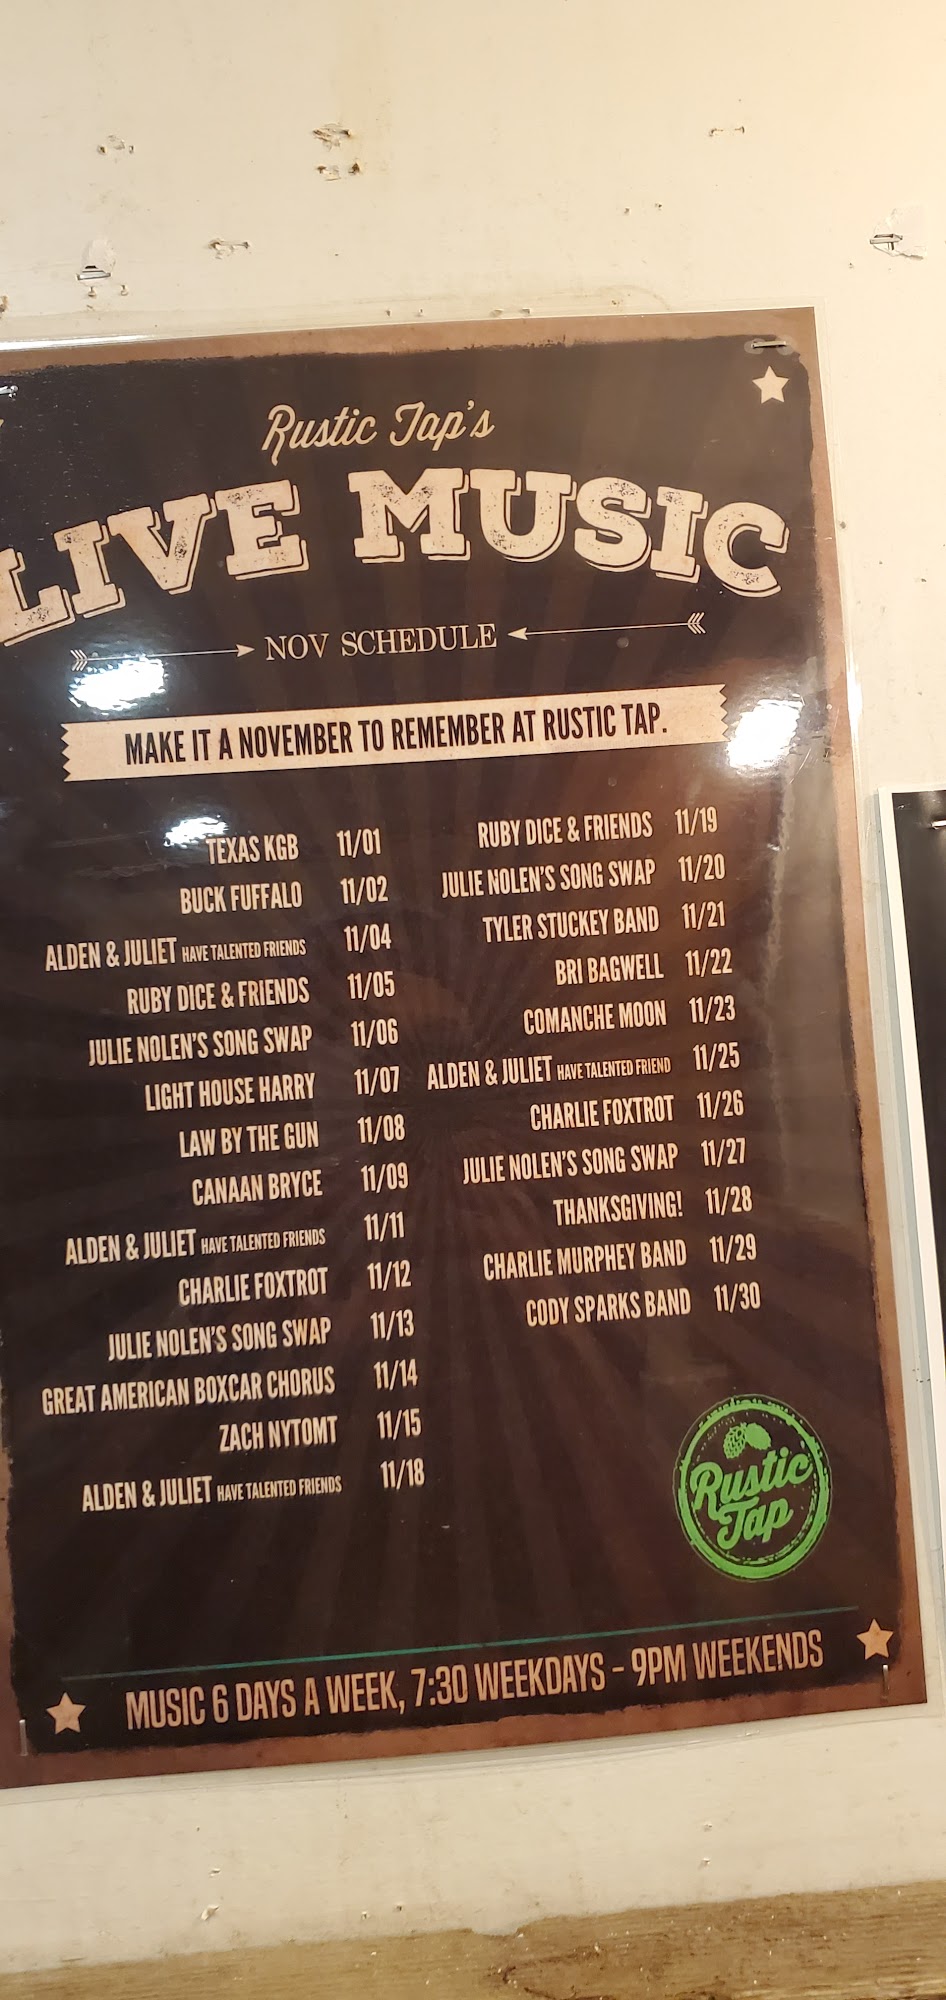 Rustic Tap's
LIVE MUSIC
NOV SCHEDULE
MAKE IT A NOVEMBER TO REMEMBER AT RUSTIC TAP.
TEXAS KGB 11/01
BUCK FUFFALO 11/02
ALDEN & JULIET HAVE TALENTED FRIENDS 11/04
RUBY DICE & FRIENDS 11/05
JULIE NOLEN'S SONG SWAP 11/06
LIGHT HOUSE HARRY 11/07
LAW BY THE GUN 11/08
CANAAN BRYCE 11/09
ALDEN & JULIET HAVE TALENTED FRIENDS 11/11
CHARLIE FOXTROT 11/12
JULIE NOLEN'S SONG SWAP 11/13
GREAT AMERICAN BOXCAR CHORUS 11/14
ZACH NYTOMT 11/15
ALDEN & JULIET HAVE TALENTED FRIENDS 11/18
RUBY DICE & FRIENDS 11/19
JULIE NOLEN'S SONG SWAP 11/20
TYLER STUCKEY BAND 11/21
BRI BAGWELL 11/22
COMANCHE MOON 11/23
ALDEN & JULIET HAVE TALENTED FRIEND 11/25
CHARLIE FOXTROT 11/26
JULIE NOLEN'S SONG SWAP 11/27
THANKSGIVING! 11/28
CHARLIE MURPHEY BAND 11/29
CODY SPARKS BAND 11/30
Rustic
Tap
MUSIC 6 DAYS A WEEK, 7:30 WEEKDAYS - 9PM WEEKENDS